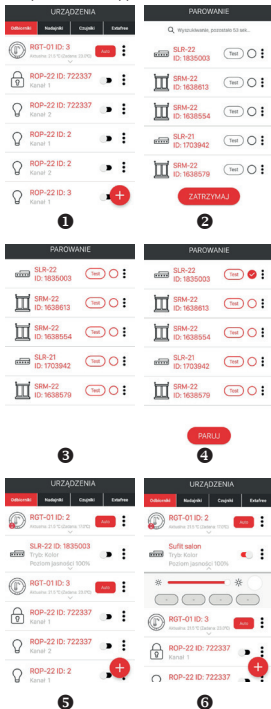 URZĄDZENIA
Odbiorniki Nadajniki Czujniki Extafree
RGT-01 ID: 3
Auto
ROP-22 ID: 722337
Kanał 1
ROP-22 ID: 722337
Kanał 2
ROP-22 ID: 2
Kanał 1
ROP-22 ID: 2
Kanał 2
ROP-22 ID: 3
Kanał 1
+
1
PAROWANIE
Wyszukiwanie, pozostało
SLR-22
ID: 1835003
Test
SRM-22
ID: 1638613
Test
SRM-22
ID: 1638554
Test
SLR-21
ID: 1703942
Test
SRM-22
ID: 1638579
Test
ZATRZYMAJ
2
PAROWANIE
SLR-22
ID: 1835003
Test
SRM-22
ID: 1638613
Test
SRM-22
ID: 1638554
Test
SLR-21
ID: 1703942
Test
SRM-22
ID: 1638579
Test
3
PAROWANIE
SLR-22
ID: 1835003
Test
SRM-22
ID: 1638613
Test
SRM-22
ID: 1638554
Test
SLR-21
ID: 1703942
Test
SRM-22
ID: 1638579
Test
PARUJ
4
URZĄDZENIA
Odbiorniki Nadajniki Czujniki Extafree
RGT-01 ID: 2
Auto
SLR-22 ID: 1835003
Tryb: Kolor
Poziom jasności 100%
RGT-01 ID: 3
Auto
ROP-22 ID: 722337
Kanał 1
ROP-22 ID: 722337
Kanał 2
ROP-22 ID: 2
Kanał 1
+
5
URZĄDZENIA
Odbiorniki Nadajniki Czujniki Extafree
RGT-01 ID: 2
Auto
Sufit salon
Tryb: Kolor
Poziom jasności 100%
RGT-01 ID: 3
Auto
ROP-22 ID: 722337
Kanał 1
ROP-22 ID: 722337
+
6